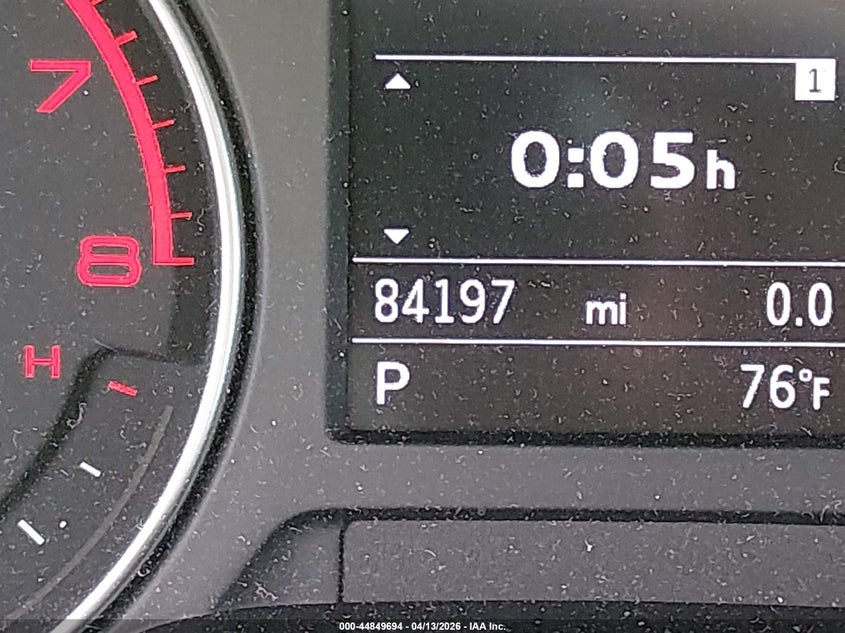 7
8
H
1
0:05h
84197 mi 0.0
P 76°F
000-44849694 - 04/13/2026 - IAA Inc.